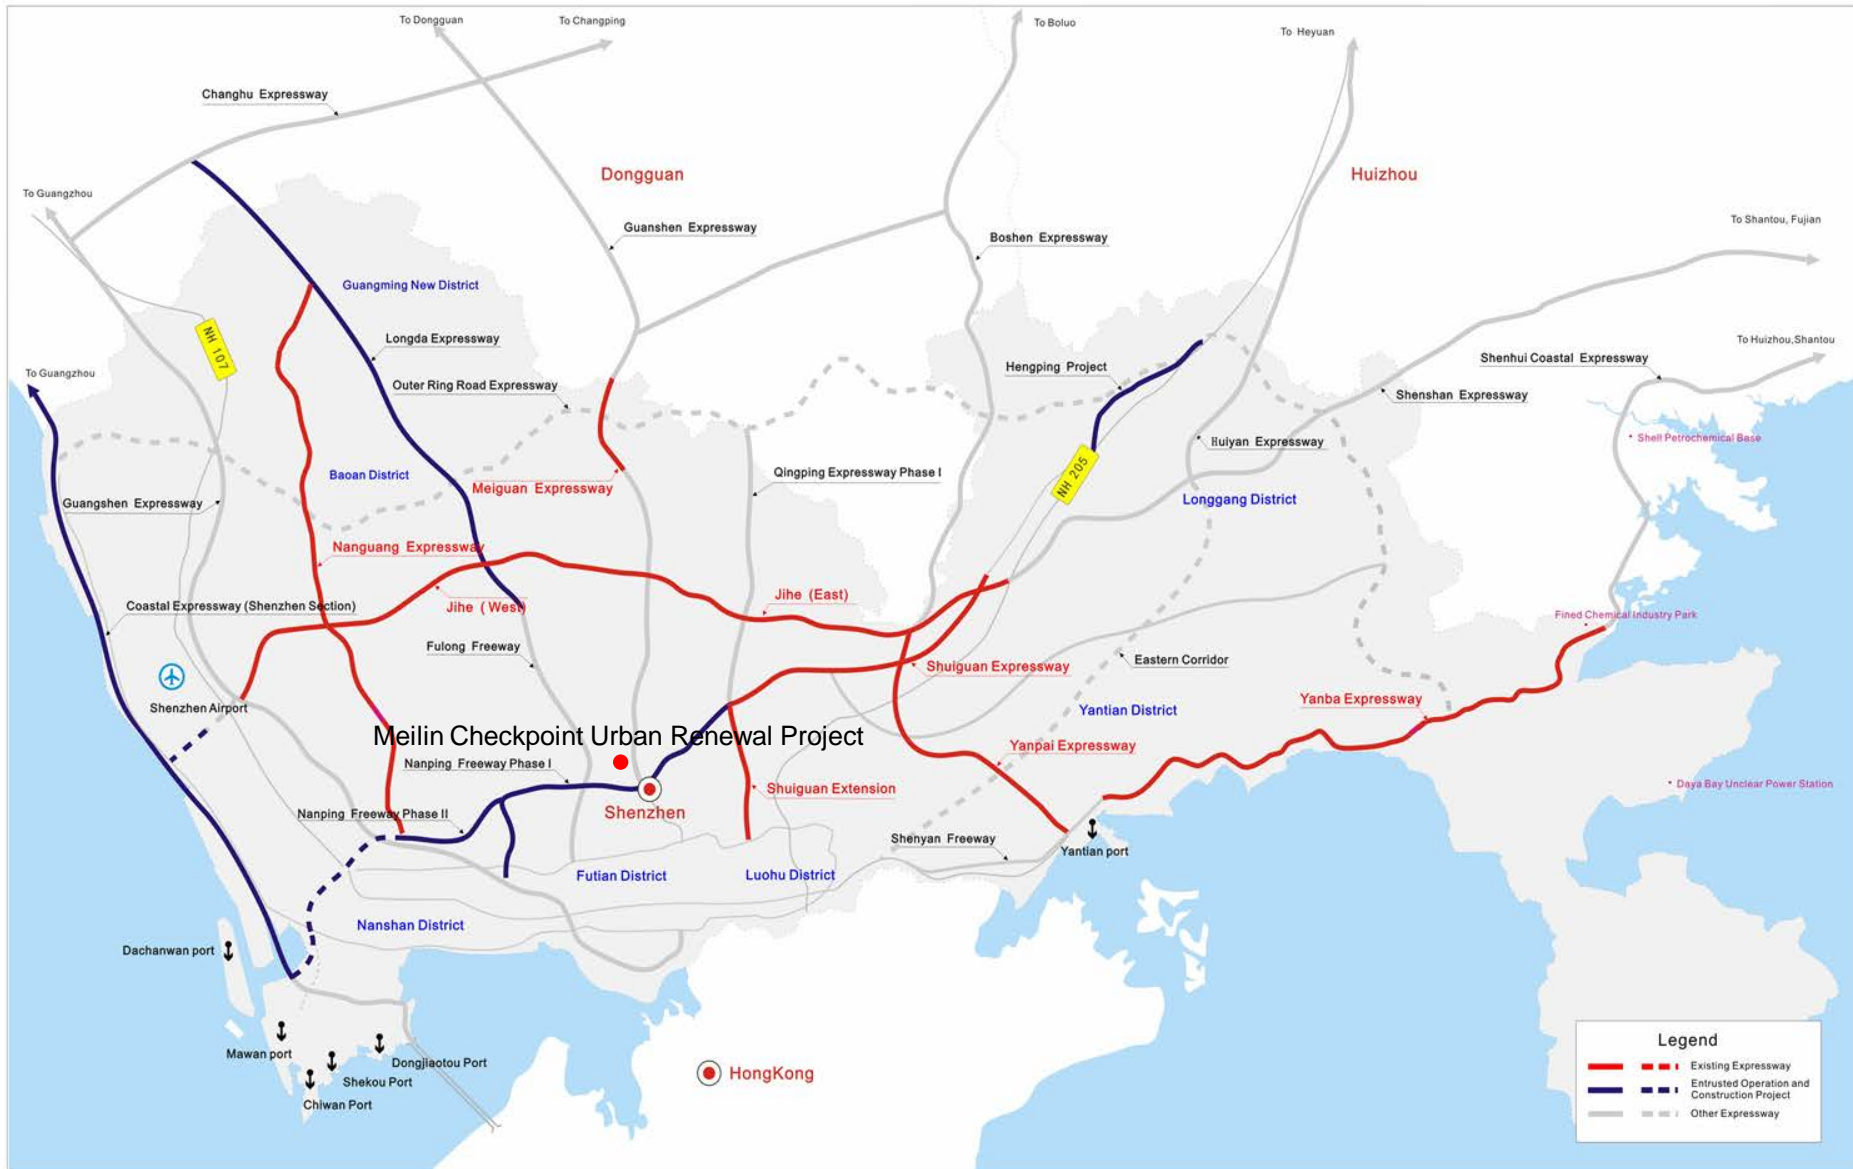 To Dongguan
To Changping
To Boluo
To Heyuan
Changhu Expressway
Dongguan
Huizhou
To Guangzhou
To Shantou, Fujian
Guanshen Expressway
Boshen Expressway
Guangming New District
NH 107
Longda Expressway
To Huizhou,Shantou
Shenhui Coastal Expressway
To Guangzhou
Hengping Project
Outer Ring Road Expressway
Shenshan Expressway
Huiyan Expressway
Shell Petrochemical Base
Baoan District
Qingping Expressway Phase I
NH 205
Meiguan Expressway
Longgang District
Guangshen Expressway
Nanguang Expressway
Coastal Expressway (Shenzhen Section)
Jihe (West)
Jihe (East)
Fined Chemical Industry Park
Fulong Freeway
Shuiguan Expressway
Eastern Corridor
Shenzhen Airport
Yanba Expressway
Yantian District
Meilin Checkpoint Urban Renewal Project
Yanpai Expressway
Nanping Freeway Phase I
Shuiguan Extension
Daya Bay Unclear Power Station
Nanping Freeway Phase II
Shenzhen
Shenyan Freeway
Yantian port
Futian District
Luohu District
Nanshan District
Dachanwan port
Mawan port
Dongjiaotou Port
Shekou Port
Chiwan Port
HongKong
Legend
Existing Expressway
Entrusted Operation and
Construction Project
Other Expressway